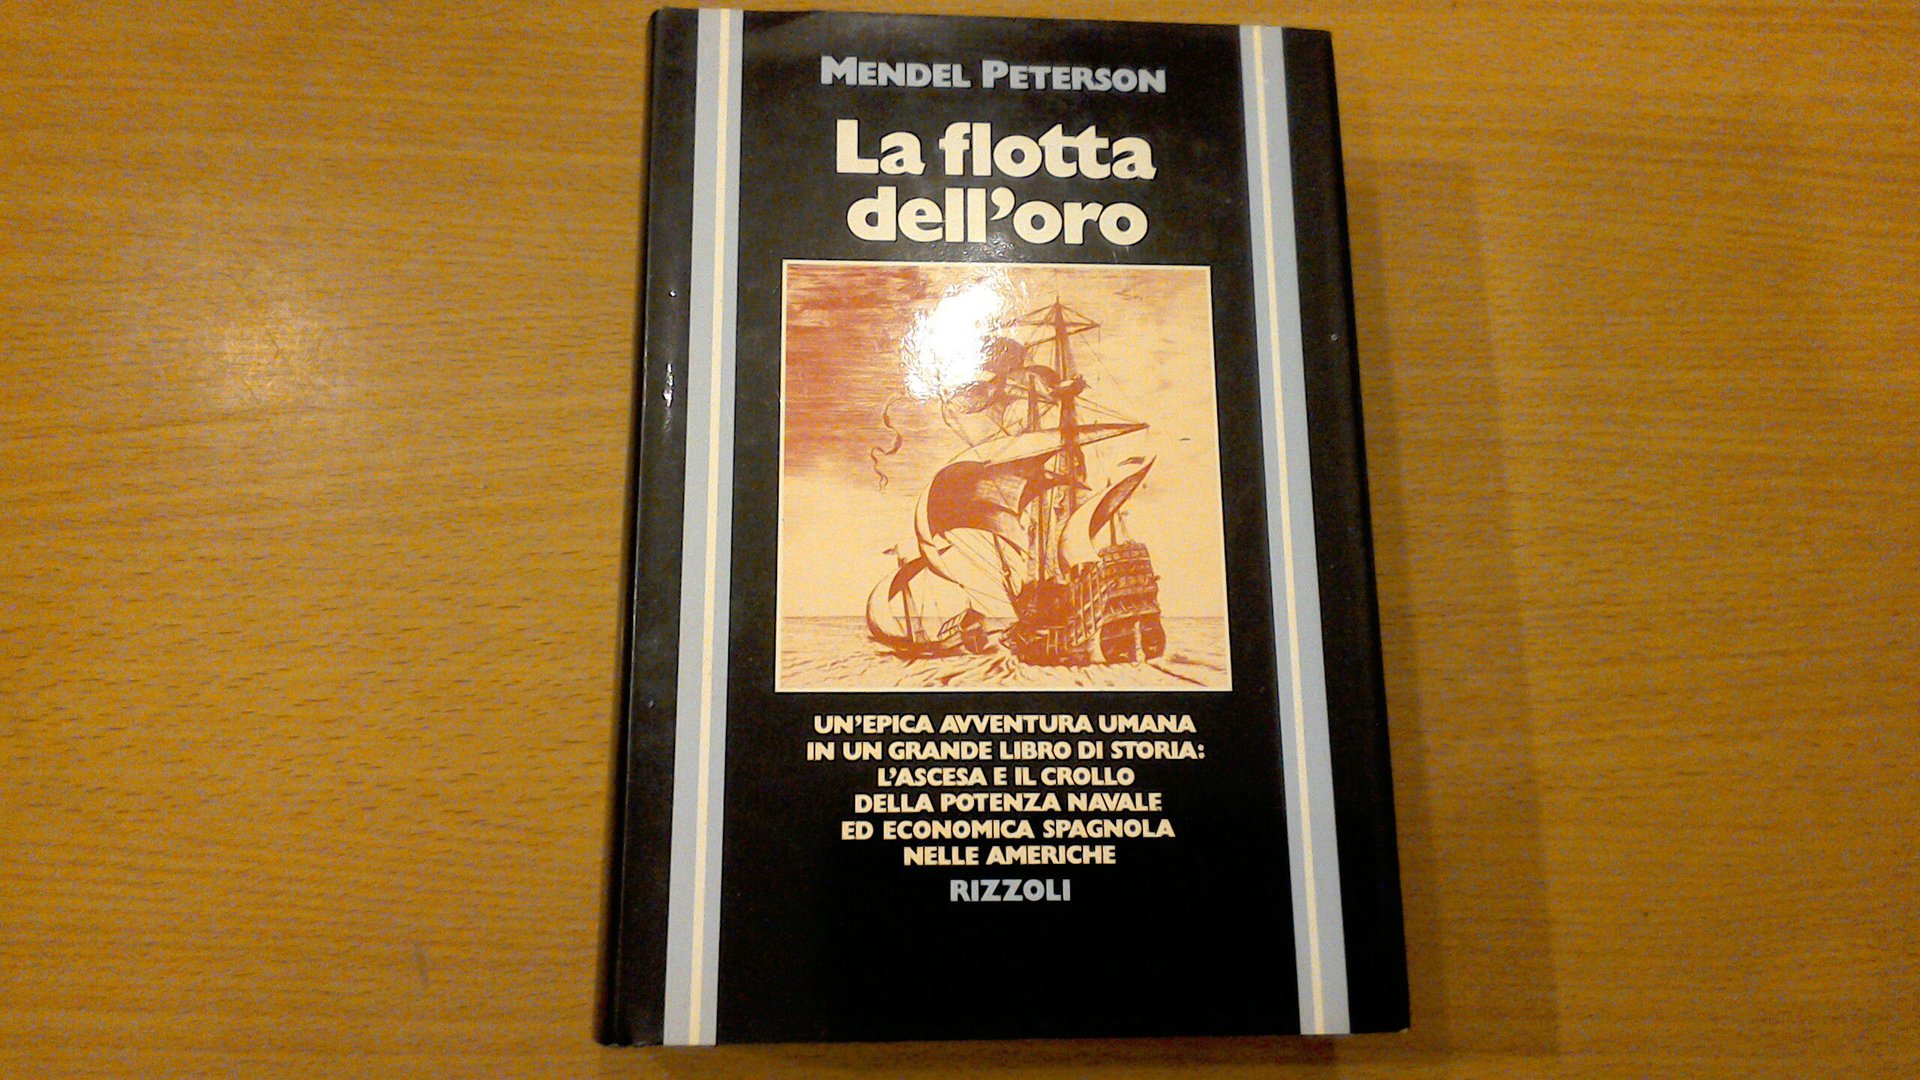 MENDEL PETERSON
La flotta
dell'oro
UN'EPICA AVVENTURA UMANA
IN UN GRANDE LIBRO DI STORIA:
L'ASCESA E IL CROLLO
DELLA POTENZA NAVALE
ED ECONOMICA SPAGNOLA
NELLE AMERICHE
RIZZOLI